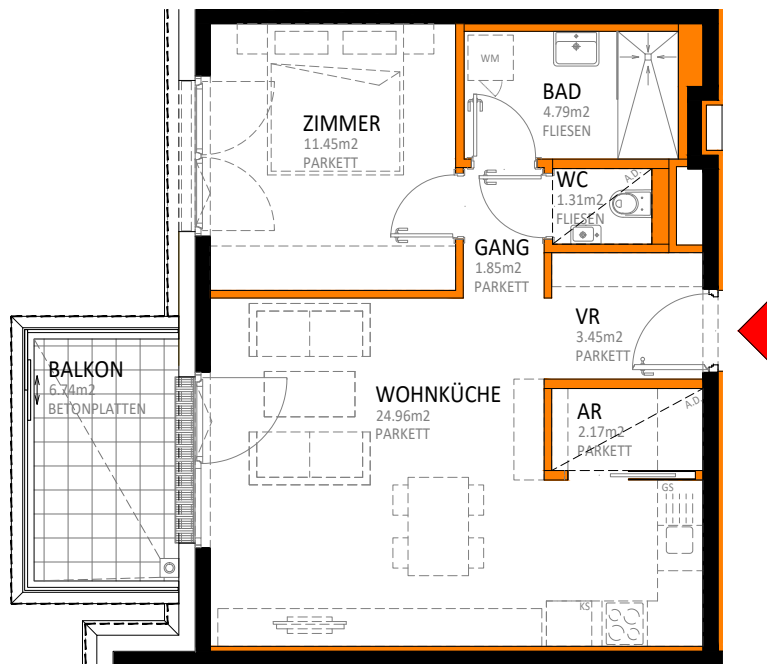 WM
BAD
4.79m2
FLIESEN
ZIMMER
11.45m2
PARKETT
A.D.
WC
1.31m2
FLIESEN
GANG
1.85m2
PARKETT
VR
3.45m2
PARKETT
BALKON
6.74m2
BETONPLATTEN
WOHNKÜCHE
24.96m2
PARKETT
A.D.
AR
2.17m2
PARKETT
GS
KS